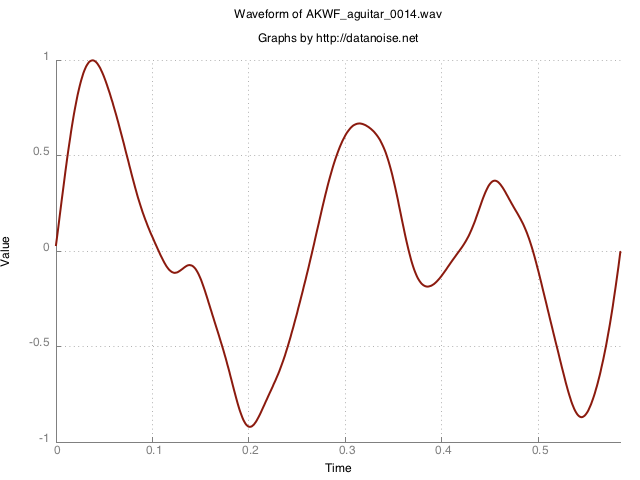 Waveform of AKWF_aguitar_0014.wav
Graphs by http://datanoise.net
1
0.5
0
-0.5
-1
Value
0 0.1 0.2 0.3 0.4 0.5
Time